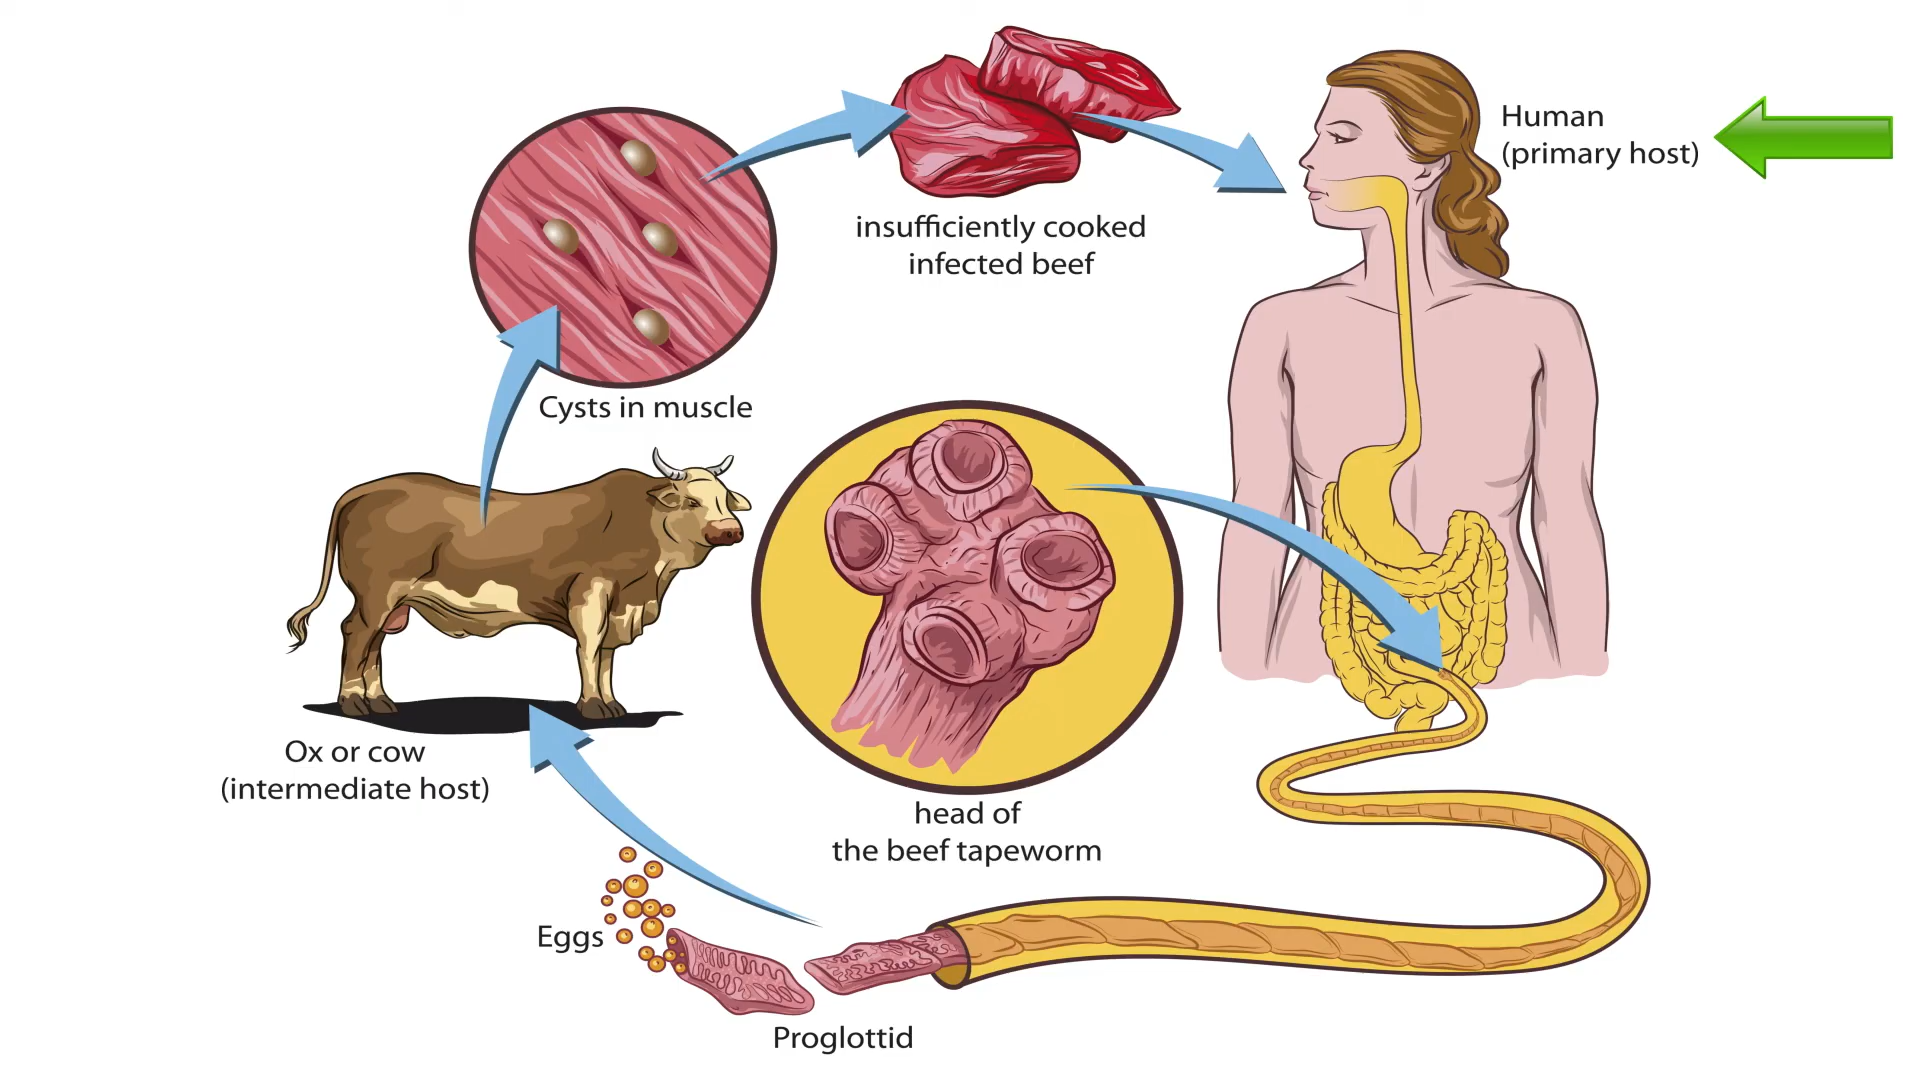 Human
(primary host)
insufficiently cooked
infected beef
Cysts in muscle
Ox or cow
(intermediate host)
head of
the beef tapeworm
Eggs
Proglottid